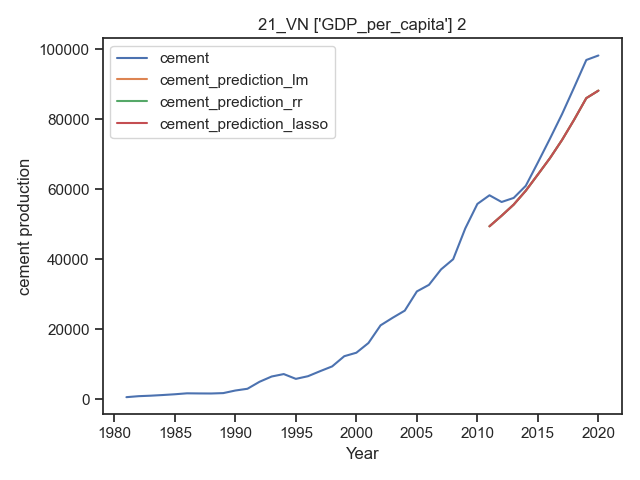 21_VN ['GDP_per_capita'] 2
cement
cement_prediction_lm
cement_prediction_rr
cement_prediction_lasso
cement production
100000
80000
60000
40000
20000
0
1980
1985
1990
1995
2000
2005
2010
2015
2020
Year